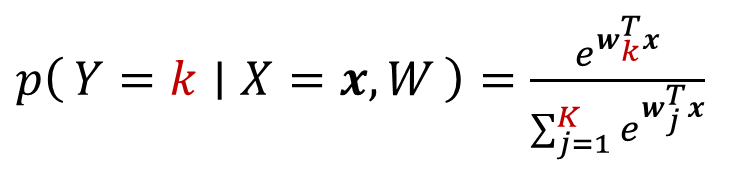 p( Y = k | X = x, W ) = e^{w_k^T x} / ∑_{j=1}^{K} e^{w_j^T x}